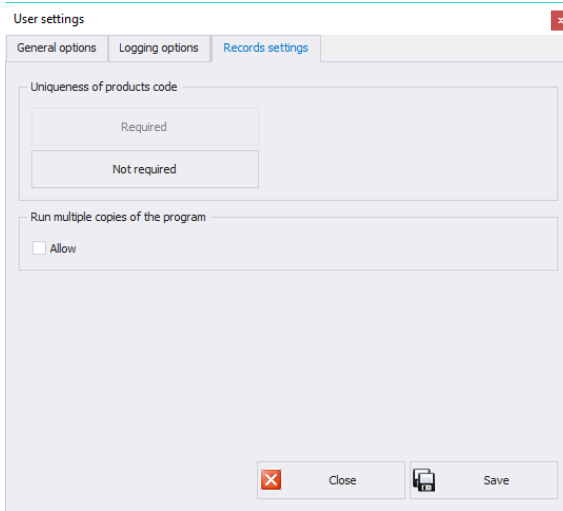 User settings
General options
Logging options
Records settings
Uniqueness of products code
Required
Not required
Run multiple copies of the program
Allow
Close
Save